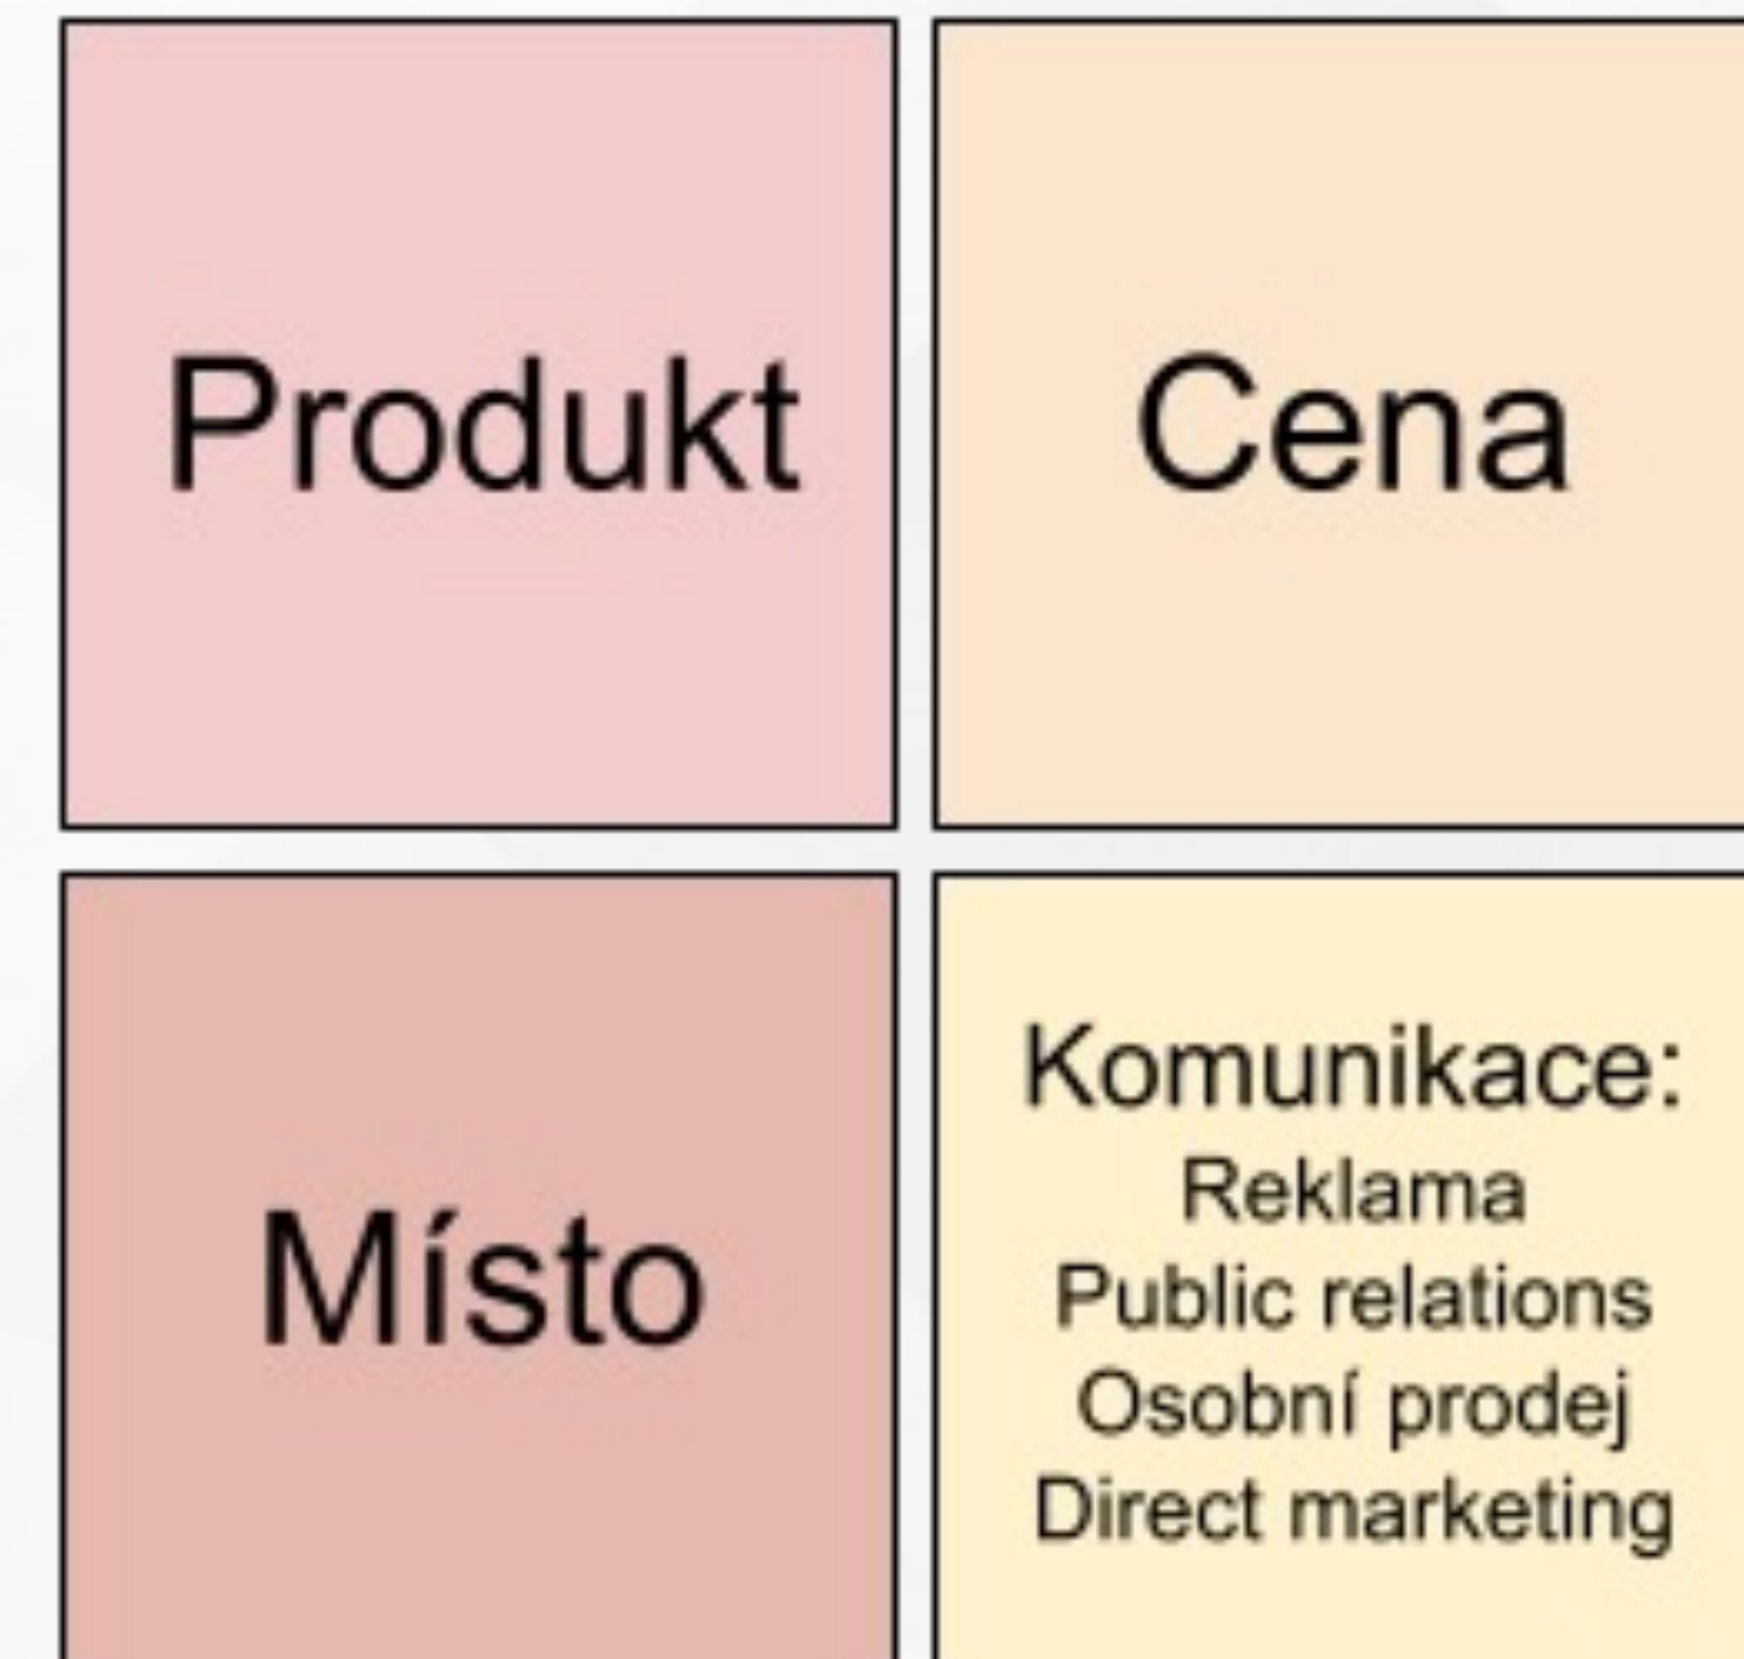 Produkt
Cena
Místo
Komunikace:
Reklama
Public relations
Osobní prodej
Direct marketing